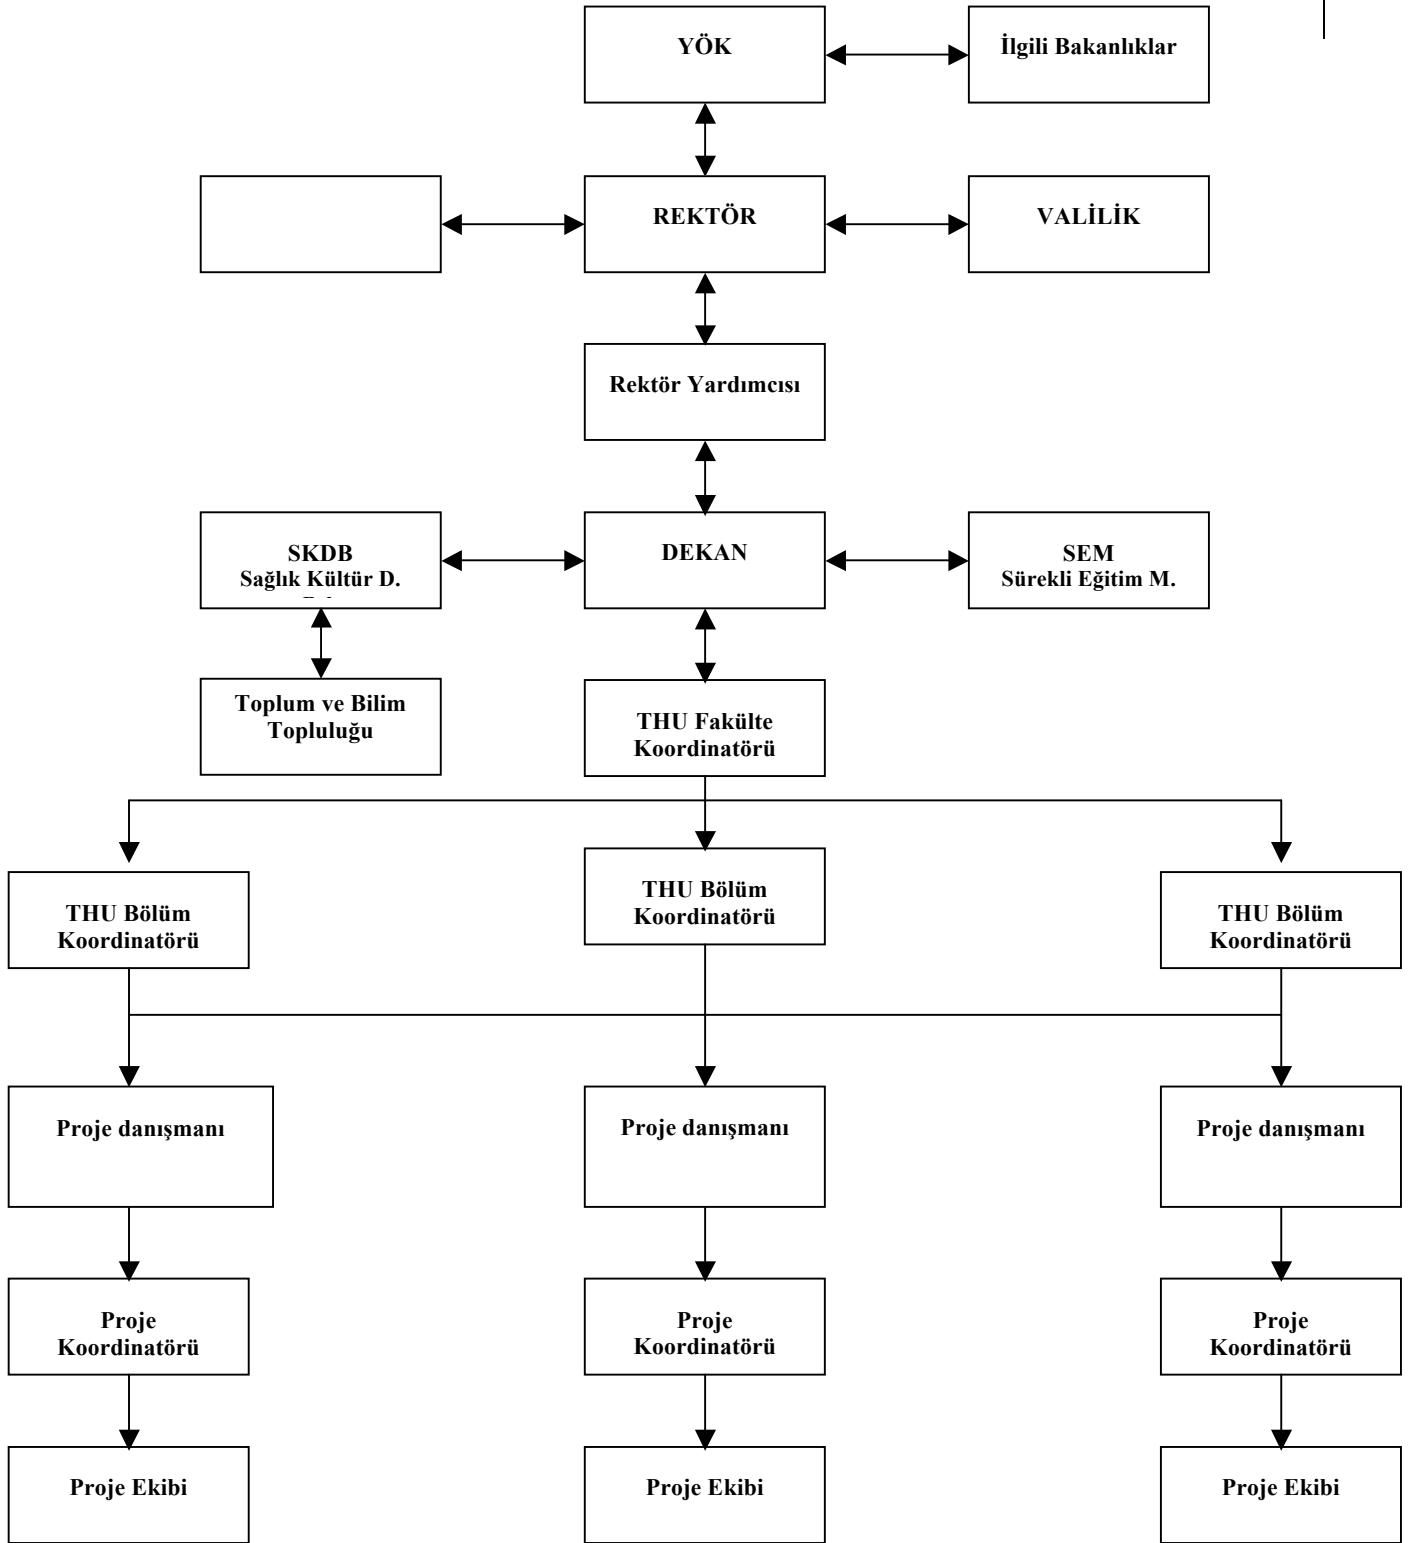 YÖK
İlgili Bakanlıklar
REKTÖR
VALİLİK
Rektör Yardımcısı
SKDB
Sağlık Kültür D.
DEKAN
SEM
Sürekli Eğitim M.
Toplum ve Bilim
Topluluğu
THU Fakülte
Koordinatörü
THU Bölüm
Koordinatörü
THU Bölüm
Koordinatörü
THU Bölüm
Koordinatörü
Proje danışmanı
Proje danışmanı
Proje danışmanı
Proje
Koordinatörü
Proje
Koordinatörü
Proje
Koordinatörü
Proje Ekibi
Proje Ekibi
Proje Ekibi